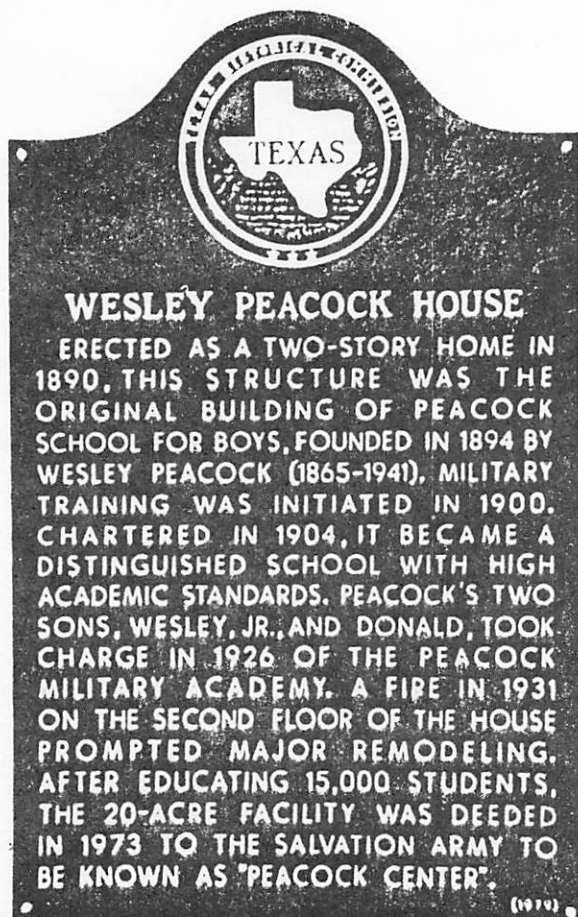 TEXAS HISTORICAL COMMISSION
TEXAS
WESLEY PEACOCK HOUSE
ERECTED AS A TWO-STORY HOME IN
1890, THIS STRUCTURE WAS THE
ORIGINAL BUILDING OF PEACOCK
SCHOOL FOR BOYS, FOUNDED IN 1894 BY
WESLEY PEACOCK (1865-1941). MILITARY
TRAINING WAS INITIATED IN 1900.
CHARTERED IN 1904, IT BECAME A
DISTINGUISHED SCHOOL WITH HIGH
ACADEMIC STANDARDS. PEACOCK'S TWO
SONS, WESLEY, JR., AND DONALD, TOOK
CHARGE IN 1926 OF THE PEACOCK
MILITARY ACADEMY. A FIRE IN 1931
ON THE SECOND FLOOR OF THE HOUSE
PROMPTED MAJOR REMODELING.
AFTER EDUCATING 15,000 STUDENTS,
THE 20-ACRE FACILITY WAS DEEDED
IN 1973 TO THE SALVATION ARMY TO
BE KNOWN AS "PEACOCK CENTER".
(1979)